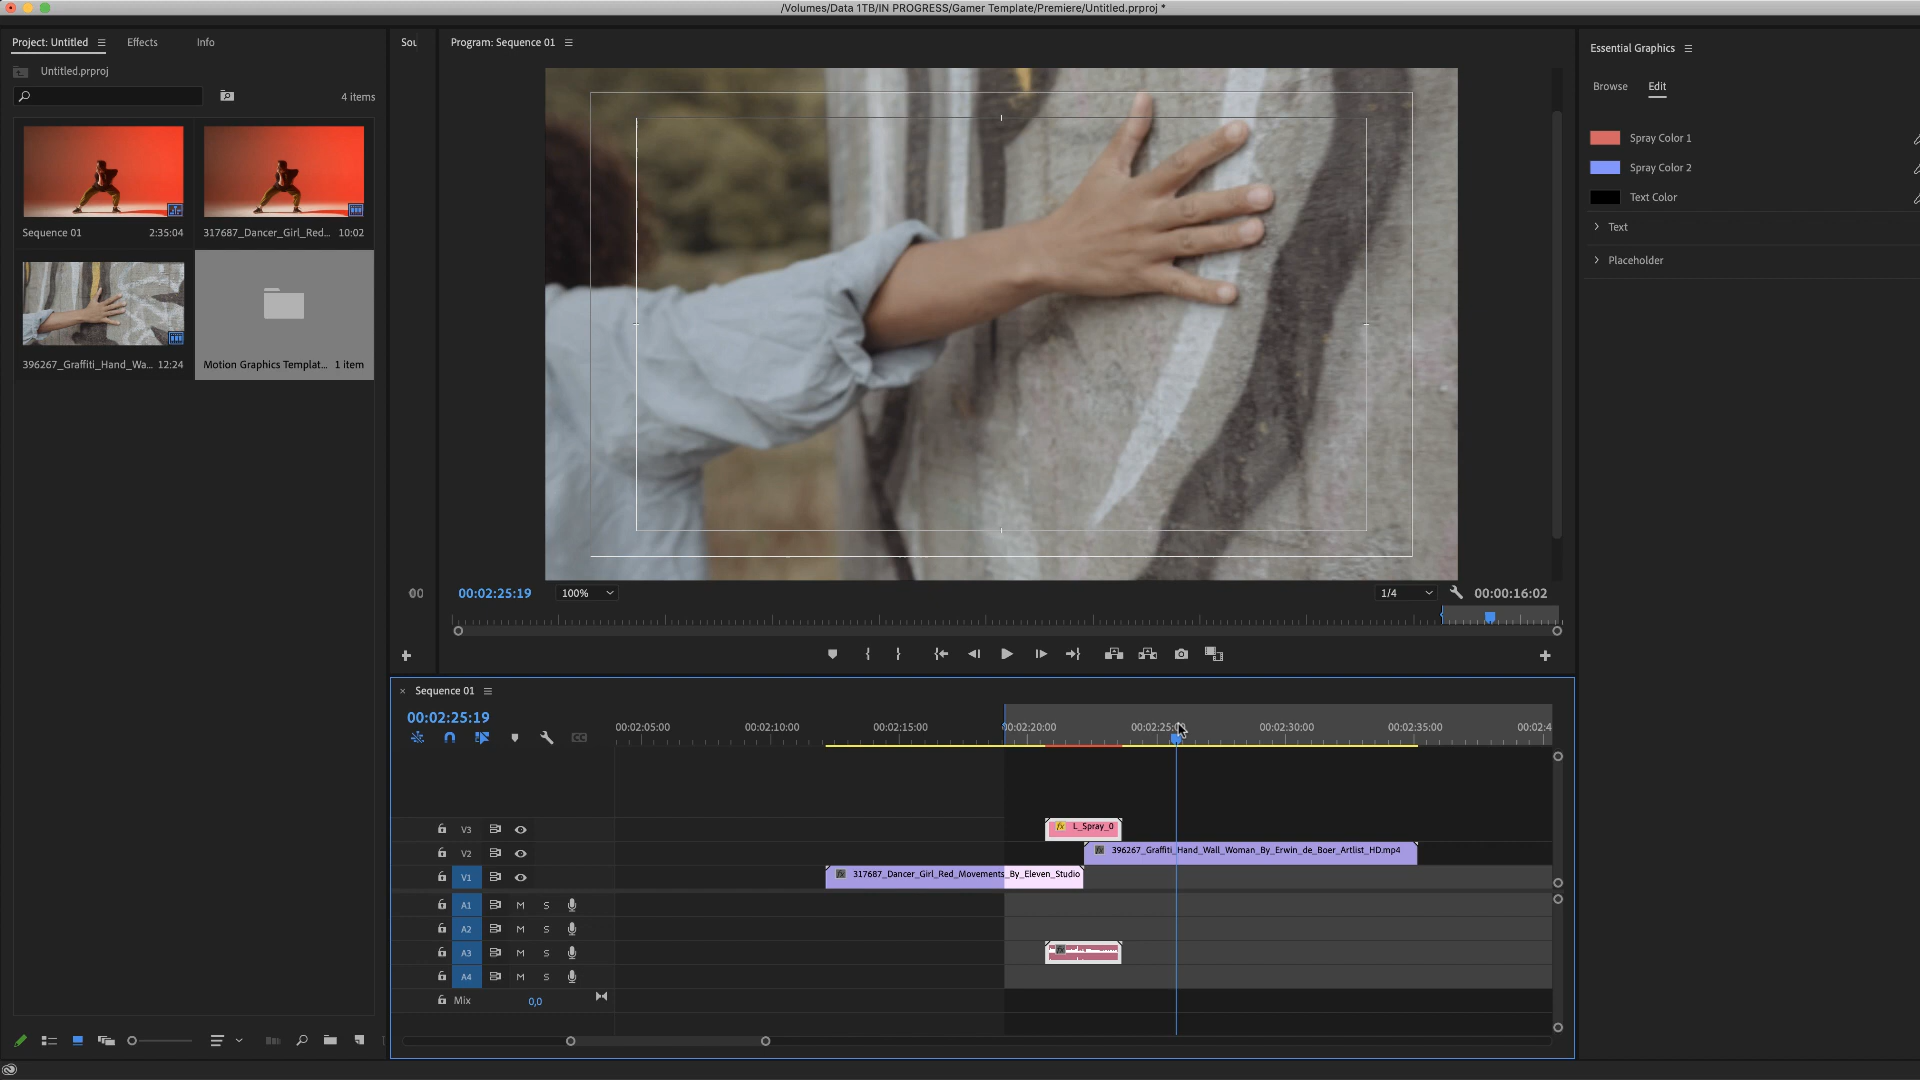 /Volumes/Data 1TB/IN PROGRESS/Gamer Template/Premiere/Untitled.prproj *
Project: Untitled
Effects
Info
Untitled.prproj
4 items
Sequence 01
2:35:04
317687_Dancer_Girl_Red...
10:02
396267_Graffiti_Hand_Wa...
12:24
Motion Graphics Templat...
1 item
Sou
Program: Sequence 01
00
00:02:25:19
100%
1/4
00:00:16:02
Essential Graphics
Browse
Edit
Spray Color 1
Spray Color 2
Text Color
Text
Placeholder
× Sequence 01
00:02:25:19
00:02:05:00
00:02:10:00
00:02:15:00
00:02:20:00
00:02:25:00
00:02:30:00
00:02:35:00
00:02:4
V3
fx L_Spray_0
V2
396267_Graffiti_Hand_Wall_Woman_By_Erwin_de_Boer_Artlist_HD.mp4
V1
317687_Dancer_Girl_Red_Movements_By_Eleven_Studio
A1 M S
A2 M S
A3 M S
A4 M S
Mix
0,0